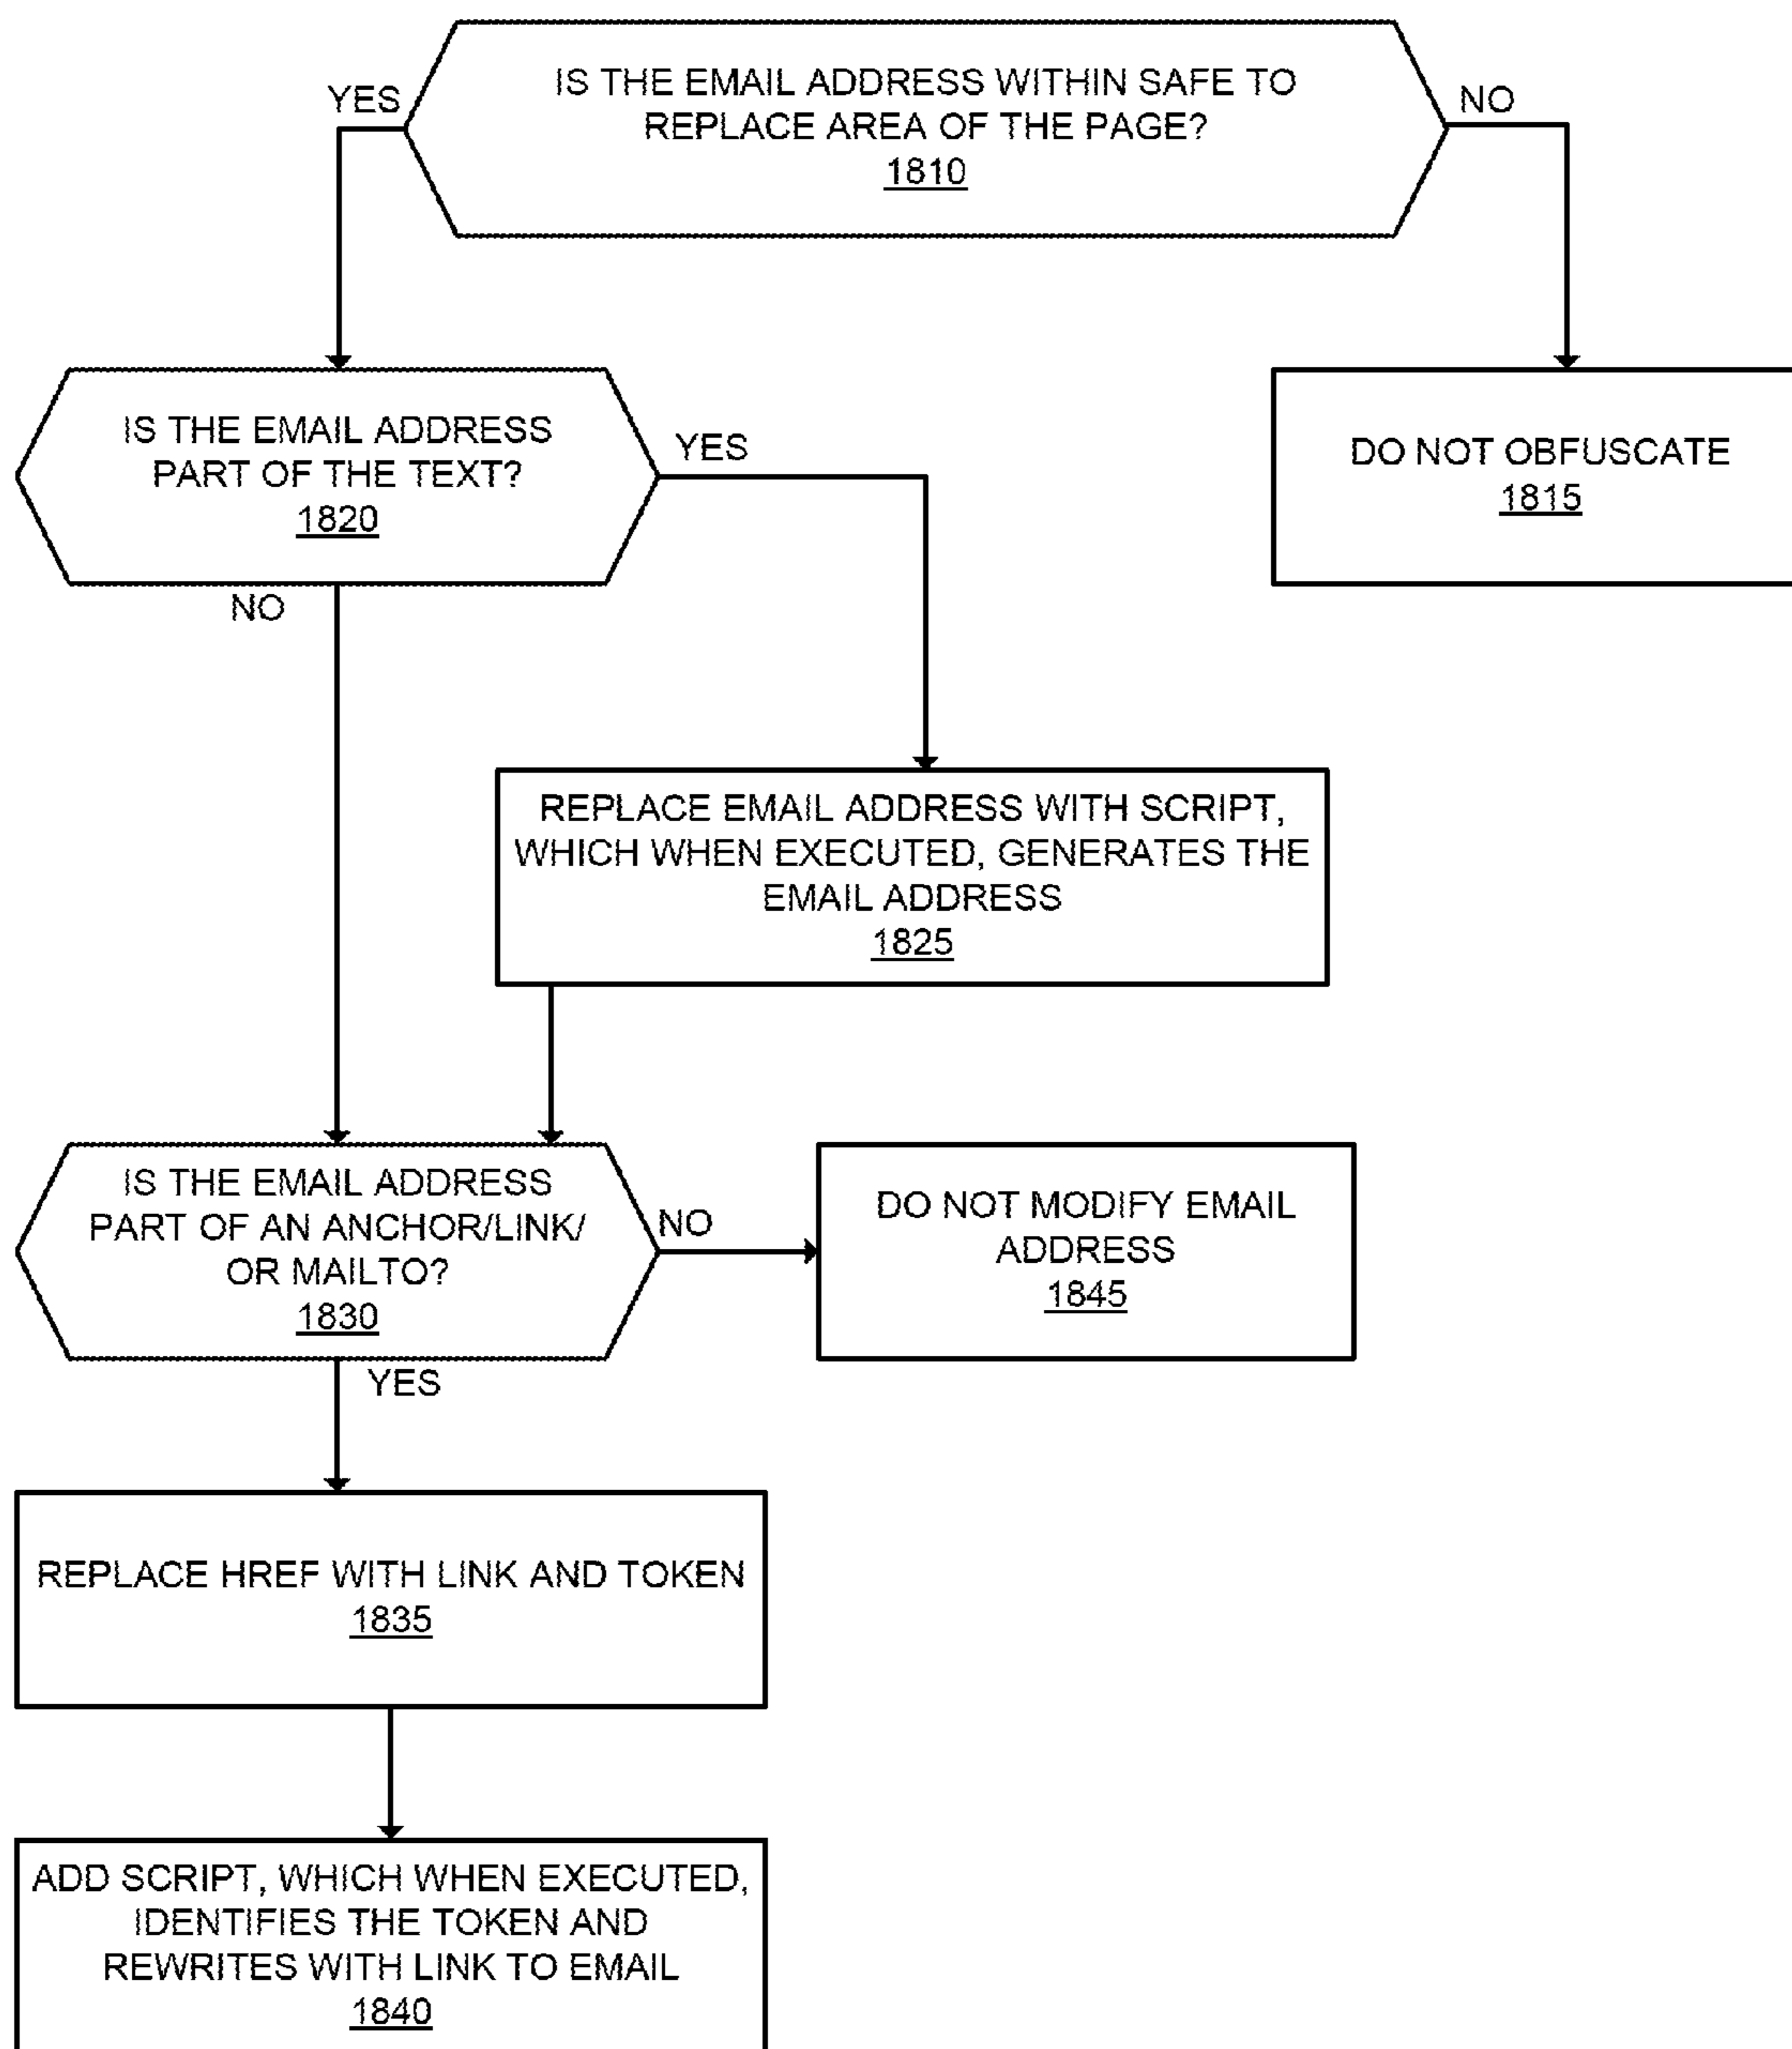 IS THE EMAIL ADDRESS WITHIN SAFE TO
REPLACE AREA OF THE PAGE?
1810
YES
NO
IS THE EMAIL ADDRESS
PART OF THE TEXT?
1820
YES
NO
DO NOT OBFUSCATE
1815
REPLACE EMAIL ADDRESS WITH SCRIPT,
WHICH WHEN EXECUTED, GENERATES THE
EMAIL ADDRESS
1825
IS THE EMAIL ADDRESS
PART OF AN ANCHOR/LINK/
OR MAILTO?
1830
NO
YES
DO NOT MODIFY EMAIL
ADDRESS
1845
REPLACE HREF WITH LINK AND TOKEN
1835
ADD SCRIPT, WHICH WHEN EXECUTED,
IDENTIFIES THE TOKEN AND
REWRITES WITH LINK TO EMAIL
1840